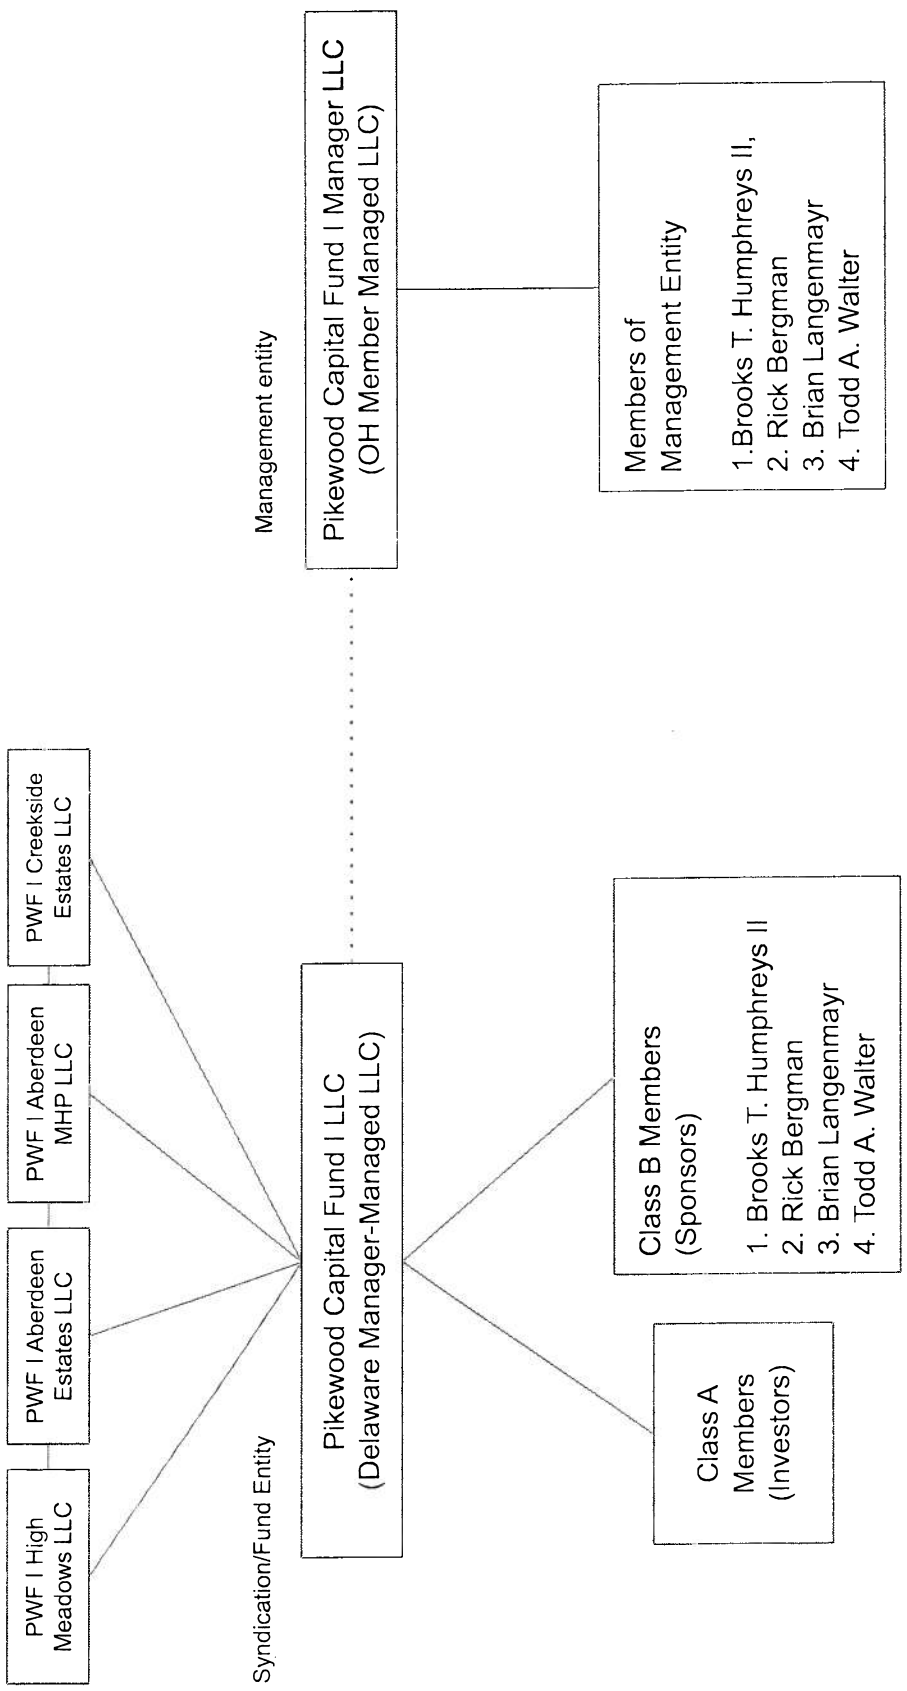 PWF I High
Meadows LLC
PWF I Aberdeen
Estates LLC
PWF I Aberdeen
MHP LLC
PWF I Creekside
Estates LLC
Syndication/Fund Entity
Management entity
Pikewood Capital Fund I LLC
(Delaware Manager-Managed LLC)
Pikewood Capital Fund I Manager LLC
(OH Member Managed LLC)
Class A
Members
(Investors)
Class B Members
(Sponsors)
1. Brooks T. Humphreys II
2. Rick Bergman
3. Brian Langenmayr
4. Todd A. Walter
Members of
Management Entity
1.Brooks T. Humphreys II,
2. Rick Bergman
3. Brian Langenmayr
4. Todd A. Walter